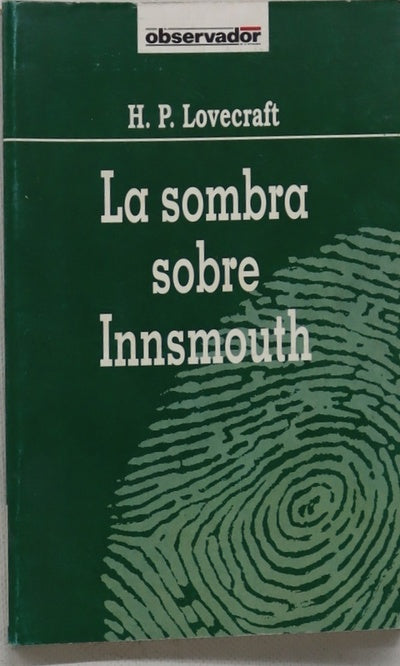 observador
H. P. Lovecraft
La sombra
sobre
Innsmouth